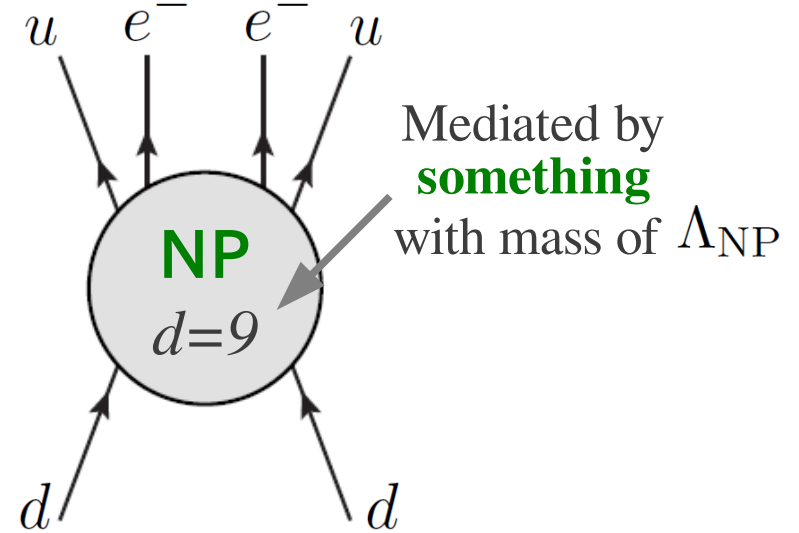 u e⁻ e⁻ u
Mediated by
something
with mass of Λ_NP
NP
d=9
d d